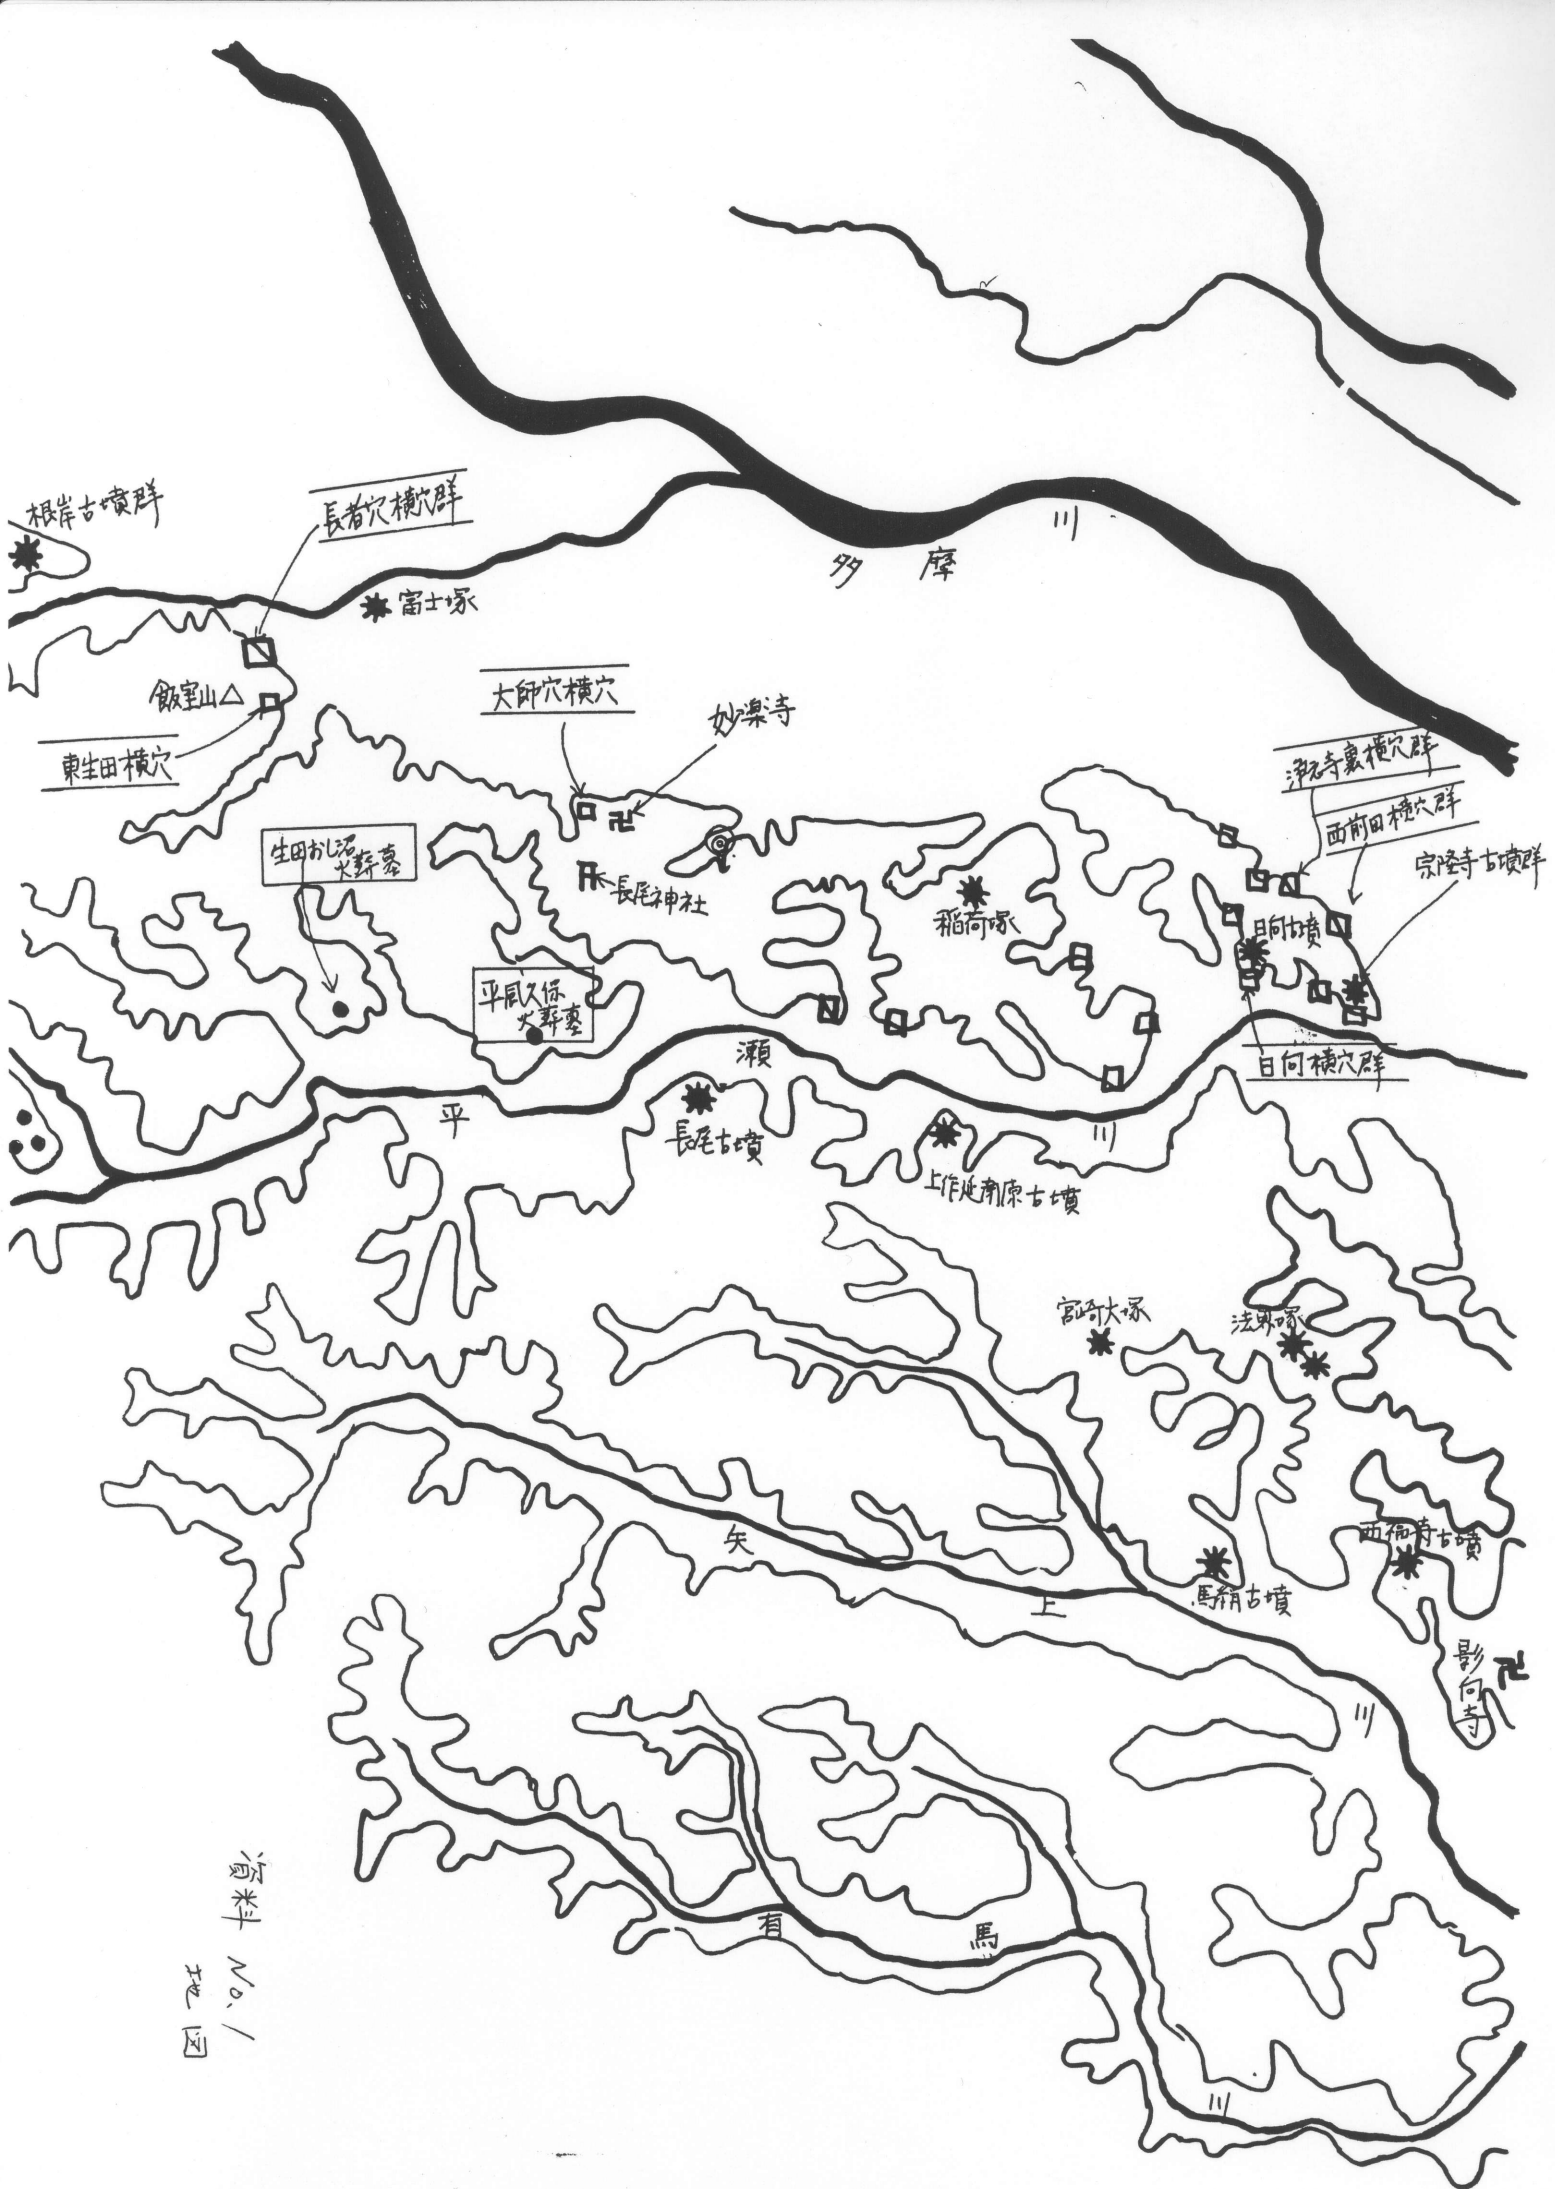 根岸古墳群
長者穴横穴群
多摩川
富士塚
飯室山
東生田横穴
大師穴横穴
妙楽寺
浄元寺裏横穴群
西前田横穴群
宗隆寺古墳群
生田おし沼
火葬墓
長尾神社
稲荷塚
日向古墳
平風久保
火葬墓
日向横穴群
平瀬川
長尾古墳
上作延南原古墳
宮崎大塚
法界塚
西福寺古墳
馬絹古墳
影向寺
矢上川
有馬川
資料 No.1
地図